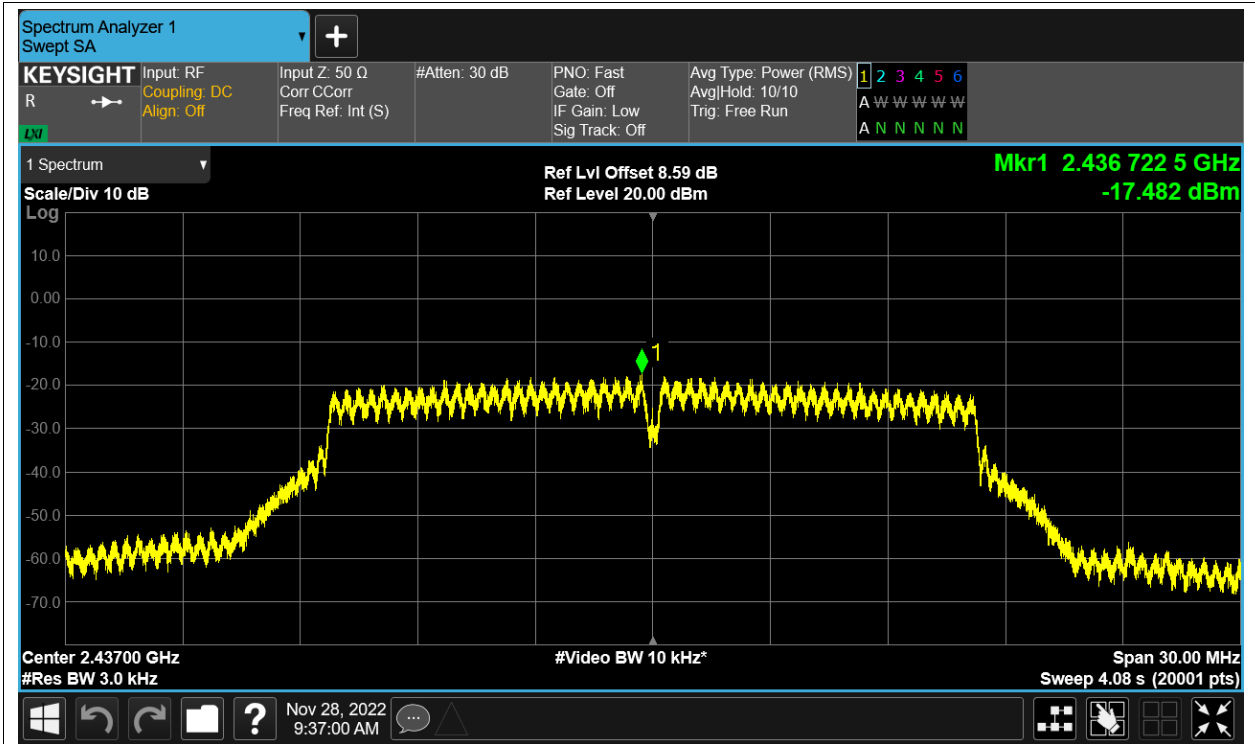 Spectrum Analyzer 1
Swept SA
+
KEYSIGHT
R
LXI
Input: RF
Coupling: DC
Align: Off
Input Z: 50 Ω
Corr CCorr
Freq Ref: Int (S)
#Atten: 30 dB
PNO: Fast
Gate: Off
IF Gain: Low
Sig Track: Off
Avg Type: Power (RMS)
Avg|Hold: 10/10
Trig: Free Run
1 2 3 4 5 6
A W W W W W
A N N N N N
1 Spectrum
Scale/Div 10 dB
Ref Lvl Offset 8.59 dB
Ref Level 20.00 dBm
Mkr1 2.436 722 5 GHz
-17.482 dBm
Log
10.0
0.00
-10.0
-20.0
-30.0
-40.0
-50.0
-60.0
-70.0
1
Center 2.43700 GHz
#Res BW 3.0 kHz
#Video BW 10 kHz*
Span 30.00 MHz
Sweep 4.08 s (20001 pts)
?
Nov 28, 2022
9:37:00 AM